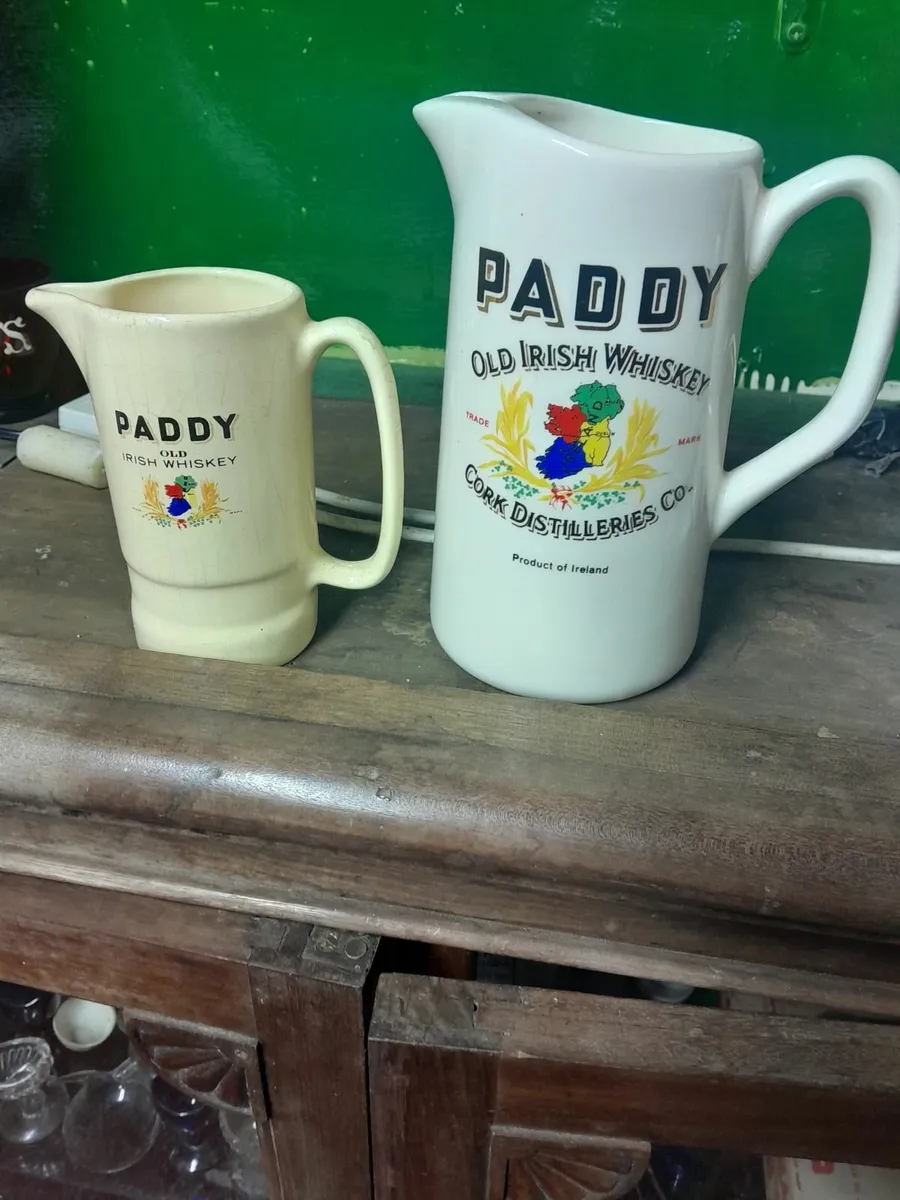 PADDY
OLD
IRISH WHISKEY
PADDY
OLD IRISH WHISKEY
TRADE MARK
CORK DISTILLERIES CO.
Product of Ireland